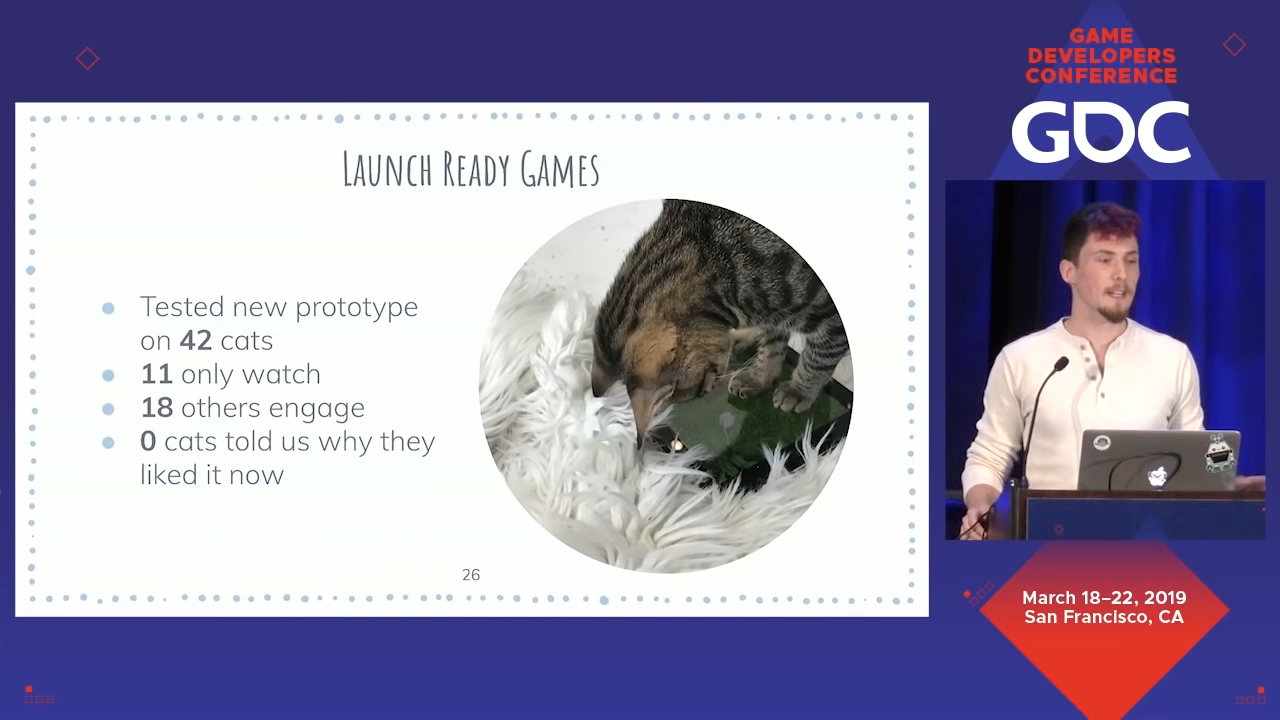 GAME
DEVELOPERS
CONFERENCE
GDC
LAUNCH READY GAMES
Tested new prototype
on 42 cats
11 only watch
18 others engage
0 cats told us why they
liked it now
26
March 18–22, 2019
San Francisco, CA